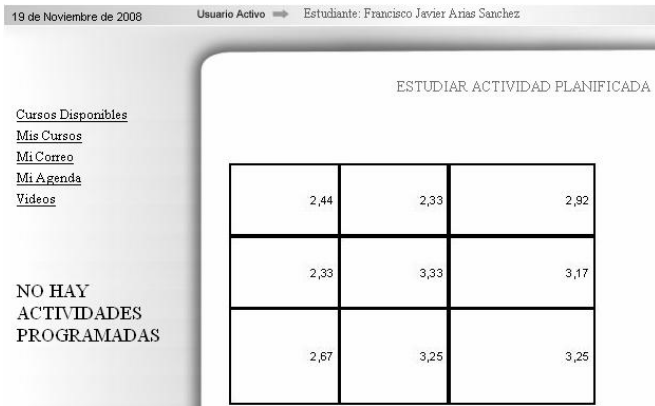 19 de Noviembre de 2008
Usuario Activo
Estudiante: Francisco Javier Arias Sanchez
ESTUDIAR ACTIVIDAD PLANIFICADA
Cursos Disponibles
Mis Cursos
Mi Correo
Mi Agenda
Videos
NO HAY
ACTIVIDADES
PROGRAMADAS
2,44 2,33 2,92
2,33 3,33 3,17
2,67 3,25 3,25